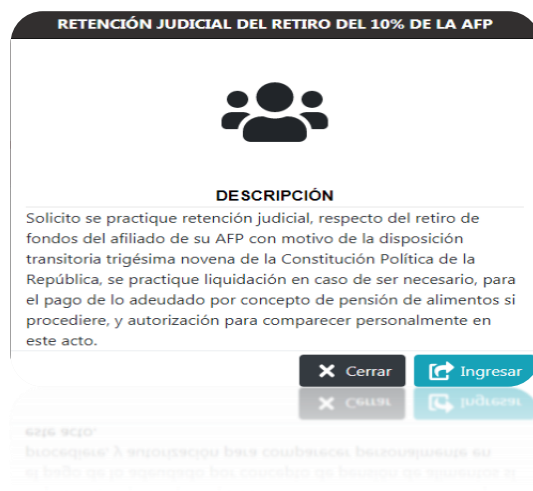 RETENCIÓN JUDICIAL DEL RETIRO DEL 10% DE LA AFP
DESCRIPCIÓN
Solicito se practique retención judicial, respecto del retiro de
fondos del afiliado de su AFP con motivo de la disposición
transitoria trigésima novena de la Constitución Política de la
República, se practique liquidación en caso de ser necesario, para
el pago de lo adeudado por concepto de pensión de alimentos si
procediere, y autorización para comparecer personalmente en
este acto.
Cerrar Ingresar